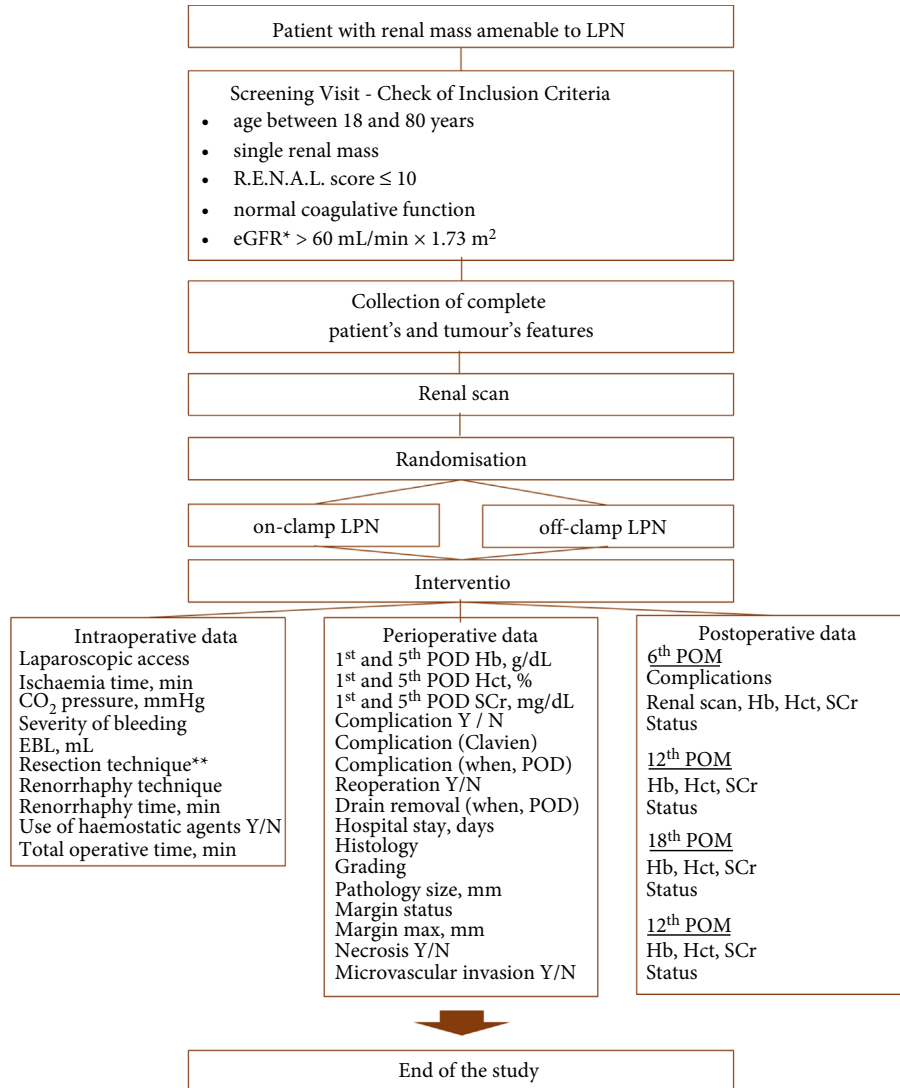 Patient with renal mass amenable to LPN
Screening Visit - Check of Inclusion Criteria
• age between 18 and 80 years
• single renal mass
• R.E.N.A.L. score ≤ 10
• normal coagulative function
• eGFR* > 60 mL/min × 1.73 m²
Collection of complete
patient's and tumour's features
Renal scan
Randomisation
on-clamp LPN
off-clamp LPN
Interventio
Intraoperative data
Laparoscopic access
Ischaemia time, min
CO₂ pressure, mmHg
Severity of bleeding
EBL, mL
Resection technique**
Renorrhaphy technique
Renorrhaphy time, min
Use of haemostatic agents Y/N
Total operative time, min
Perioperative data
1st and 5th POD Hb, g/dL
1st and 5th POD Hct, %
1st and 5th POD SCr, mg/dL
Complication Y / N
Complication (Clavien)
Complication (when, POD)
Reoperation Y/N
Drain removal (when, POD)
Hospital stay, days
Histology
Grading
Pathology size, mm
Margin status
Margin max, mm
Necrosis Y/N
Microvascular invasion Y/N
Postoperative data
6th POM
Complications
Renal scan, Hb, Hct, SCr
Status
12th POM
Hb, Hct, SCr
Status
18th POM
Hb, Hct, SCr
Status
12th POM
Hb, Hct, SCr
Status
End of the study